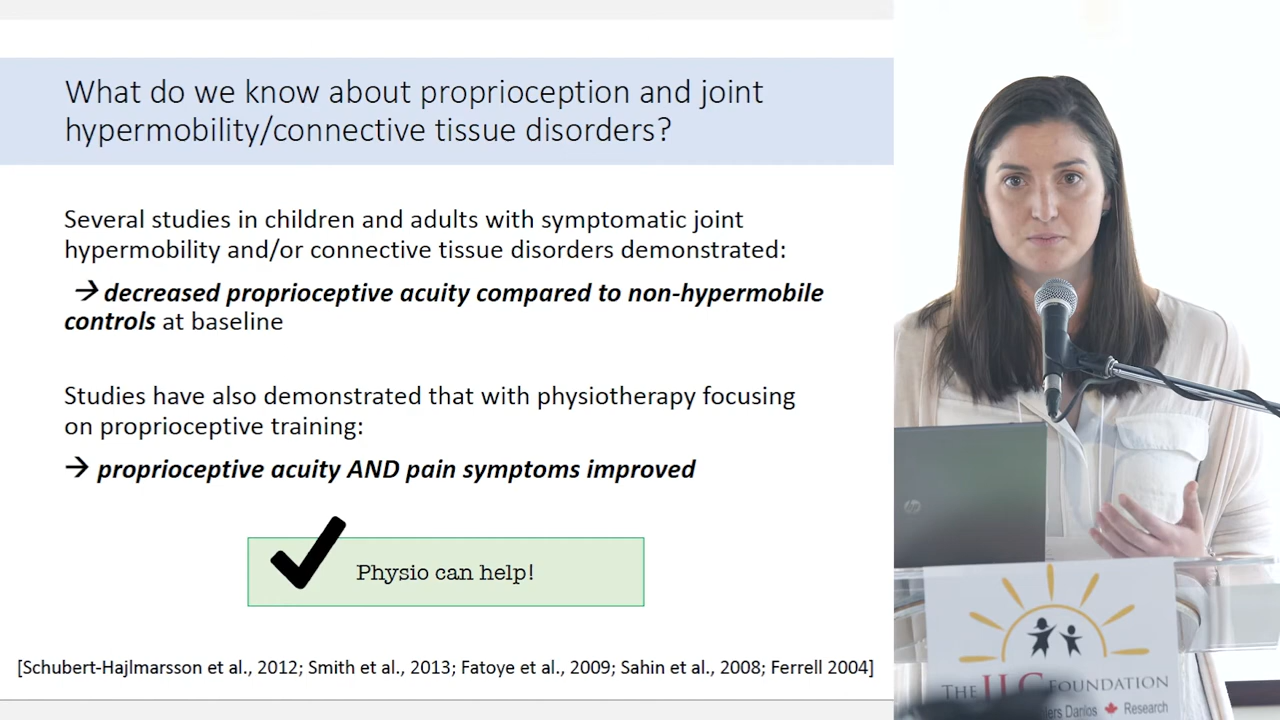 What do we know about proprioception and joint
hypermobility/connective tissue disorders?
Several studies in children and adults with symptomatic joint
hypermobility and/or connective tissue disorders demonstrated:
→ decreased proprioceptive acuity compared to non-hypermobile
controls at baseline
Studies have also demonstrated that with physiotherapy focusing
on proprioceptive training:
→ proprioceptive acuity AND pain symptoms improved
Physio can help!
[Schubert-Hajlmarsson et al., 2012; Smith et al., 2013; Fatoye et al., 2009; Sahin et al., 2008; Ferrell 2004]
hp
THE ILC FOUNDATION
Danlos Research